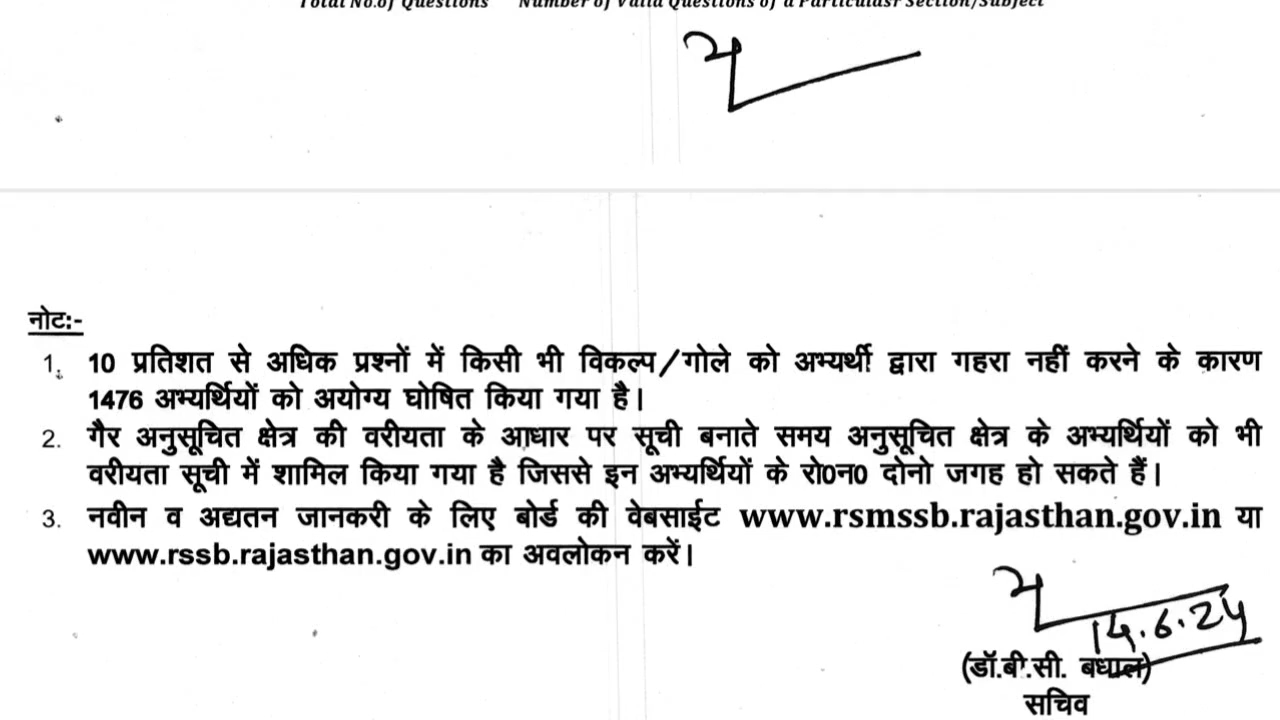 Total No.of Questions Number of Valid Questions of a Particulasr Section/Subject
नोटः-
1. 10 प्रतिशत से अधिक प्रश्नों में किसी भी विकल्प/गोले को अभ्यर्थी द्वारा गहरा नहीं करने के कारण
1476 अभ्यर्थियों को अयोग्य घोषित किया गया है।
2. गैर अनुसूचित क्षेत्र की वरीयता के आधार पर सूची बनाते समय अनुसूचित क्षेत्र के अभ्यर्थियों को भी
वरीयता सूची में शामिल किया गया है जिससे इन अभ्यर्थियों के रो0न0 दोनो जगह हो सकते हैं।
3. नवीन व अद्यतन जानकरी के लिए बोर्ड की वेबसाईट www.rsmssb.rajasthan.gov.in या
www.rssb.rajasthan.gov.in का अवलोकन करें।
14.6.24
(डॉ.बी.सी. बधाल)
सचिव